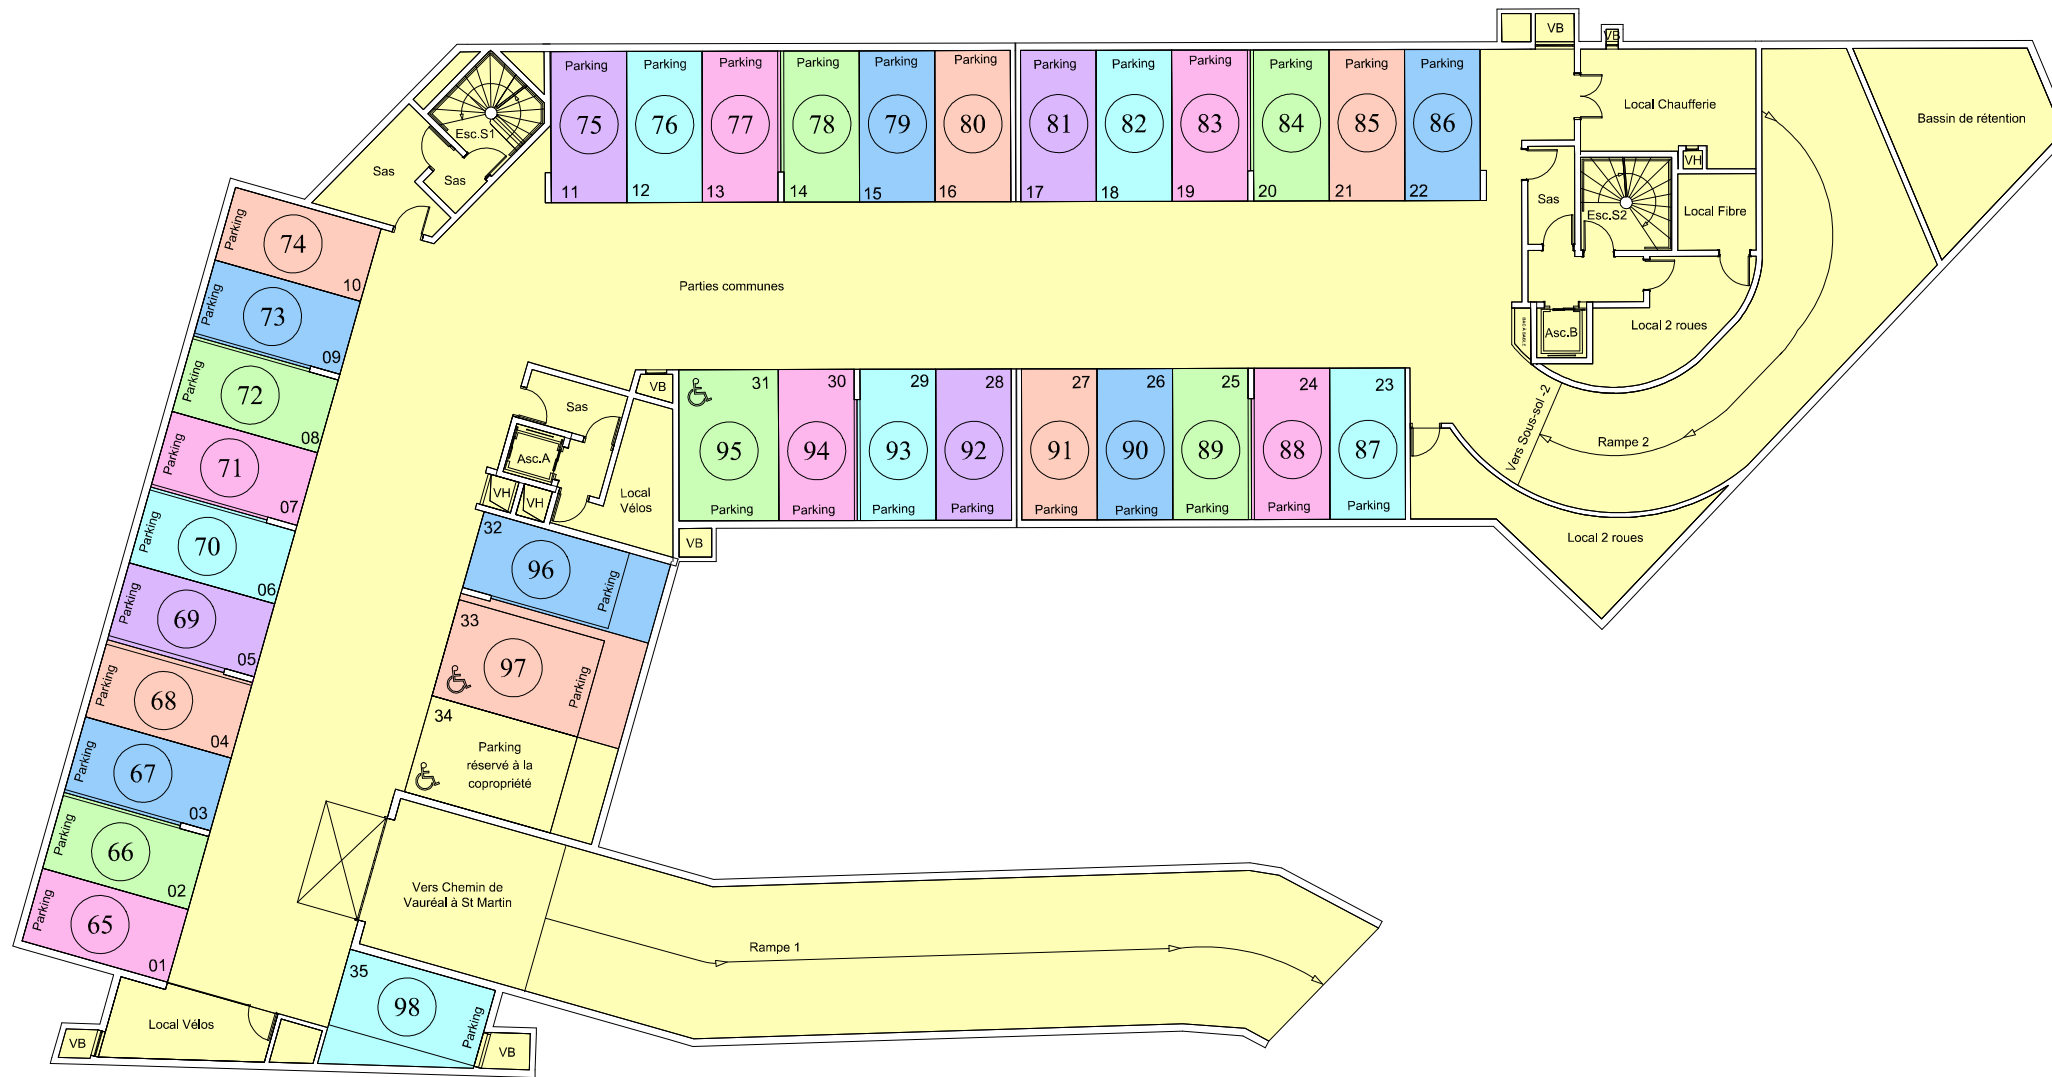 VB
VB
Parking
75
11
Parking
76
12
Parking
77
13
Parking
78
14
Parking
79
15
Parking
80
16
Parking
81
17
Parking
82
18
Parking
83
19
Parking
84
20
Parking
85
21
Parking
86
22
Local Chaufferie
Bassin de rétention
Esc.S1
Sas
Sas
VH
Sas
Esc.S2
Local Fibre
Parking
74
10
Parking
73
09
Parking
72
08
Parking
71
07
Parking
70
06
Parking
69
05
Parking
68
04
Parking
67
03
Parking
66
02
Parking
65
01
Parties communes
Asc.B
Local 2 roues
Vers Sous-sol -2
Rampe 2
Local 2 roues
VB
Sas
Asc.A
VH
VH
Local
Vélos
31
95
Parking
30
94
Parking
29
93
Parking
28
92
Parking
27
91
Parking
26
90
Parking
25
89
Parking
24
88
Parking
23
87
Parking
VB
32
96
Parking
33
97
Parking
34
Parking
réservé à la
copropriété
Vers Chemin de
Vauréal à St Martin
Rampe 1
35
98
Parking
Local Vélos
VB
VB